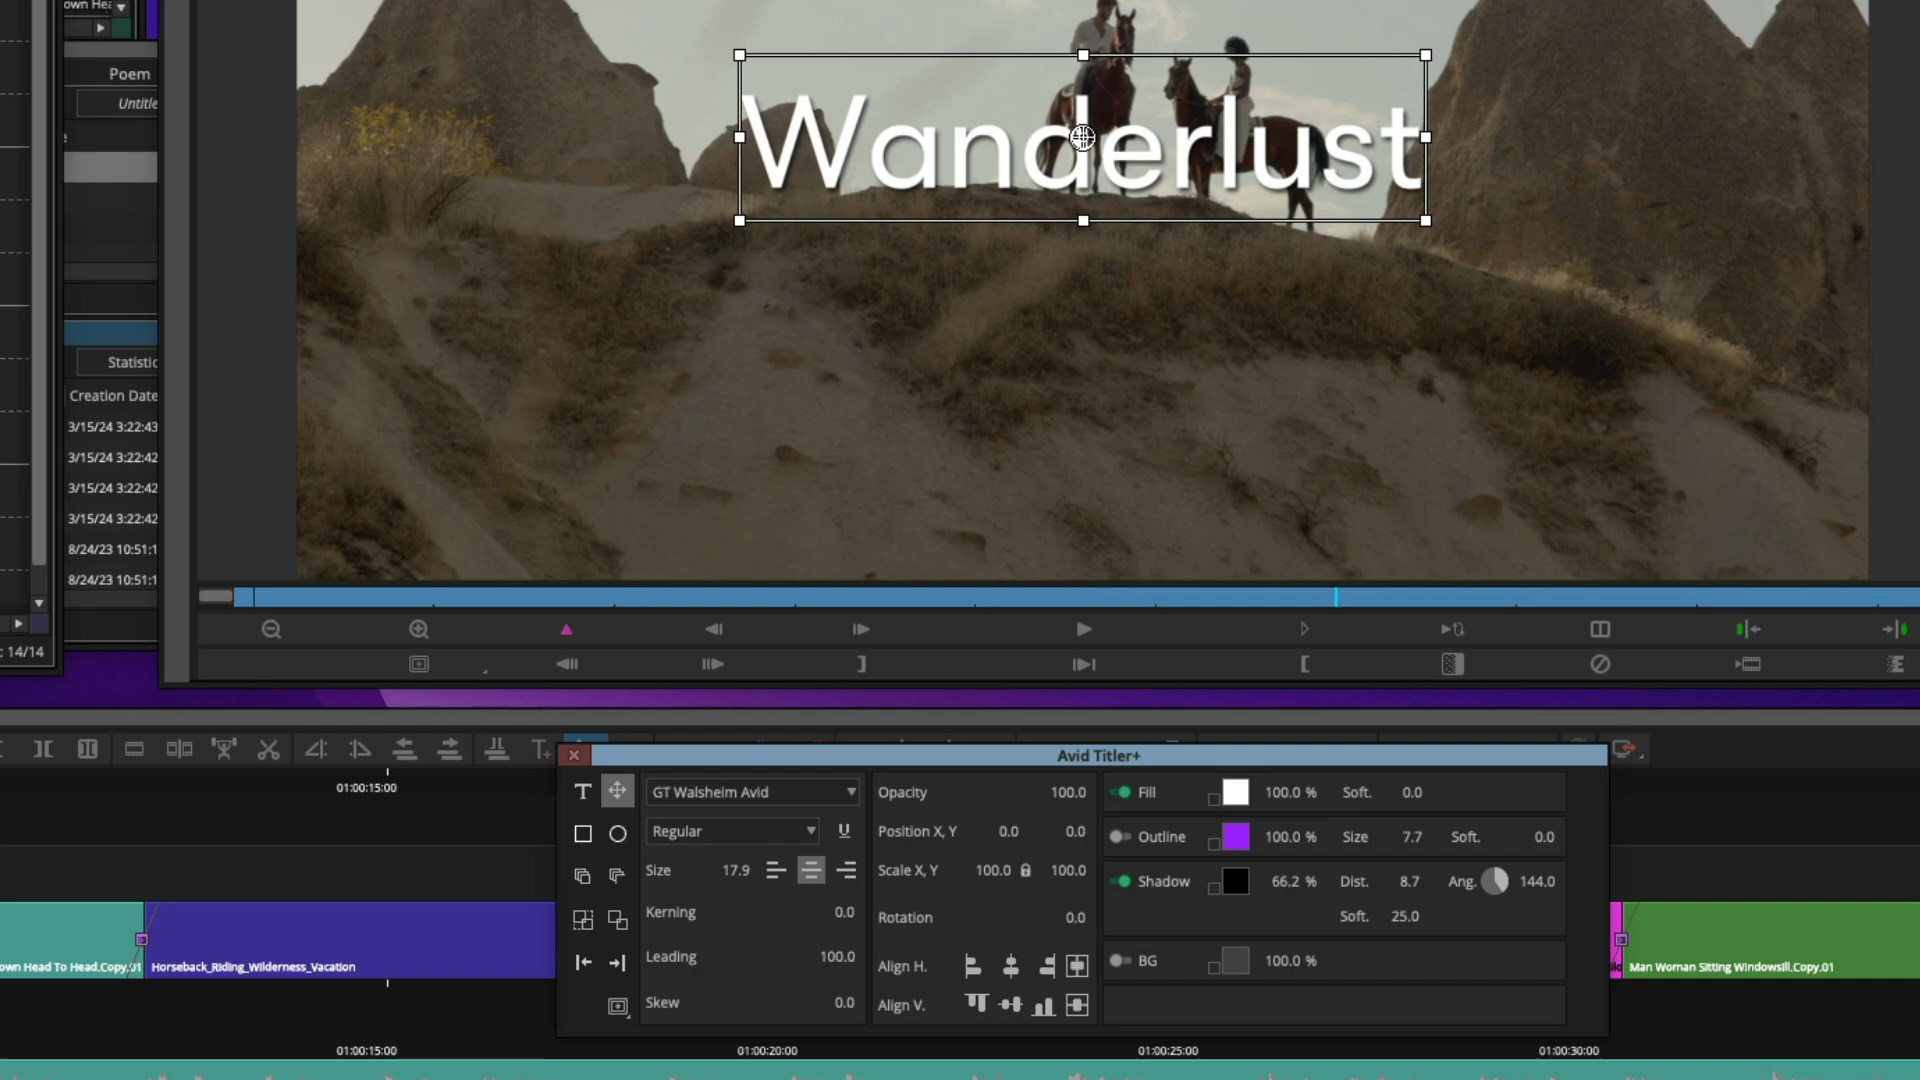 own Hea
Poem
Untitle
Wanderlust
Statistic
Creation Date
3/15/24 3:22:43
3/15/24 3:22:42
3/15/24 3:22:42
3/15/24 3:22:42
8/24/23 10:51:1
8/24/23 10:51:1
: 14/14
Avid Titler+
01:00:15:00
GT Walsheim Avid
Regular
U
Size 17.9
Kerning 0.0
Leading 100.0
Skew 0.0
Opacity 100.0
Position X, Y 0.0 0.0
Scale X, Y 100.0 100.0
Rotation 0.0
Align H.
Align V.
Fill 100.0 % Soft. 0.0
Outline 100.0 % Size 7.7 Soft. 0.0
Shadow 66.2 % Dist. 8.7 Ang. 144.0
Soft. 25.0
BG 100.0 %
own Head To Head.Copy.01
Horseback_Riding_Wilderness_Vacation
Man Woman Sitting Windowsill.Copy.01
01:00:15:00
01:00:20:00
01:00:25:00
01:00:30:00